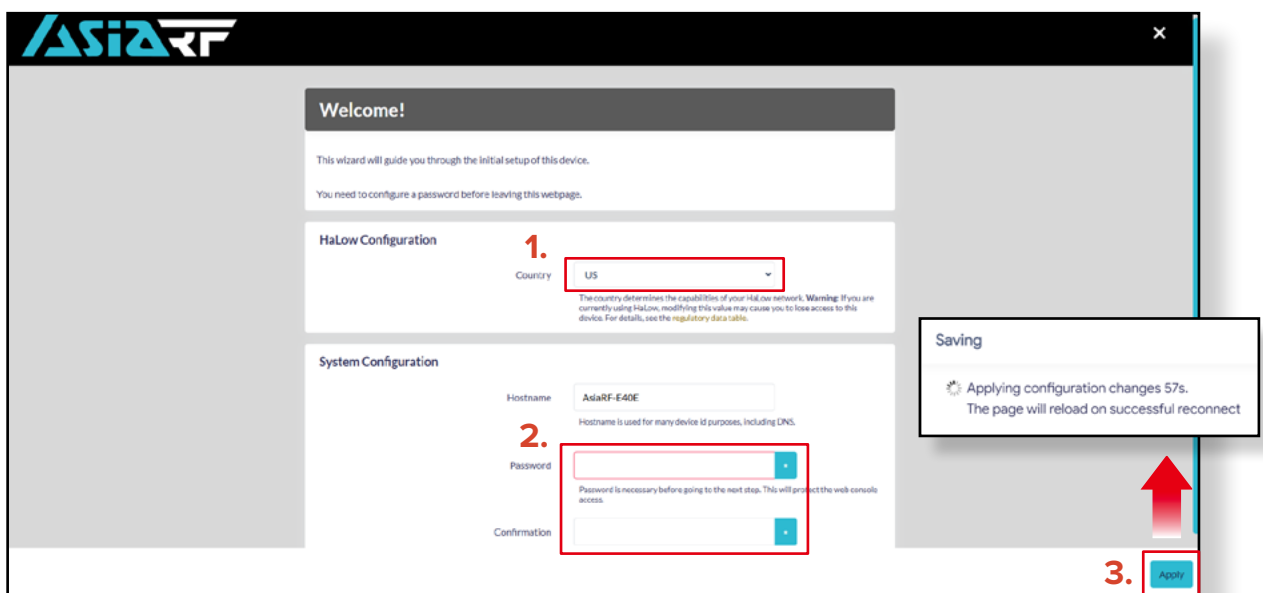 AsiaRF
×
Welcome!
This wizard will guide you through the initial setup of this device.
You need to configure a password before leaving this webpage.
HaLow Configuration
1.
Country
US
The country determines the capabilities of your HaLow network. Warning: If you are
currently using HaLow, modifying this value may cause you to lose access to this
device. For details, see the regulatory data table.
System Configuration
Hostname
AsiaRF-E40E
Hostname is used for many device id purposes, including DNS.
2.
Password
*
Password is necessary before going to the next step. This will protect the web console
access.
Confirmation
*
Saving
Applying configuration changes 57s.
The page will reload on successful reconnect
3.
Apply